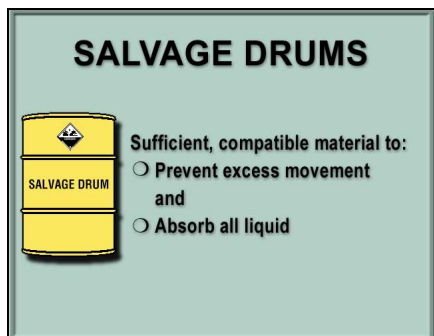 SALVAGE DRUMS
SALVAGE DRUM
Sufficient, compatible material to:
❍ Prevent excess movement
and
❍ Absorb all liquid